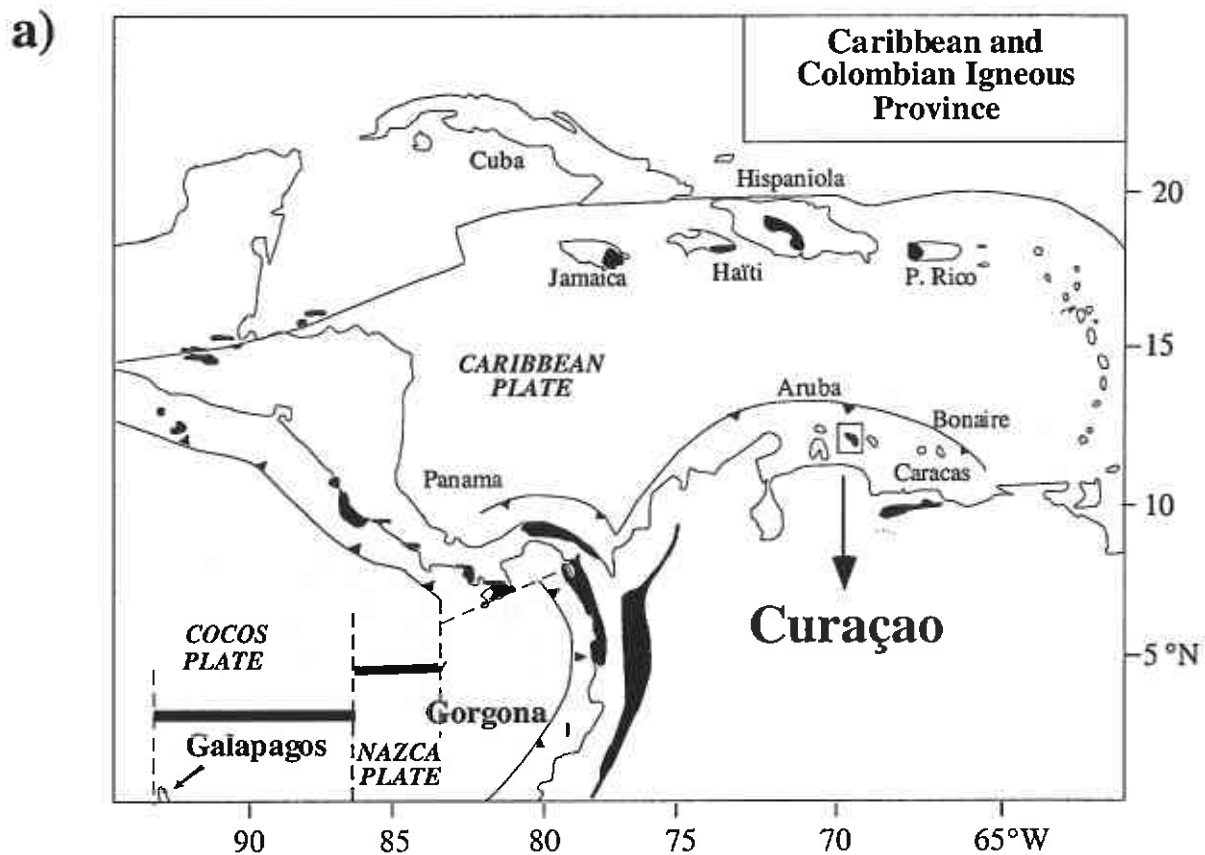 a)
Caribbean and
Colombian Igneous
Province
Cuba
Hispaniola
20
Jamaica
Haïti
P. Rico
15
CARIBBEAN
PLATE
Aruba
Bonaire
Panama
Caracas
10
Curaçao
COCOS
PLATE
5 °N
Gorgona
Galapagos
NAZCA
PLATE
90
85
80
75
70
65°W